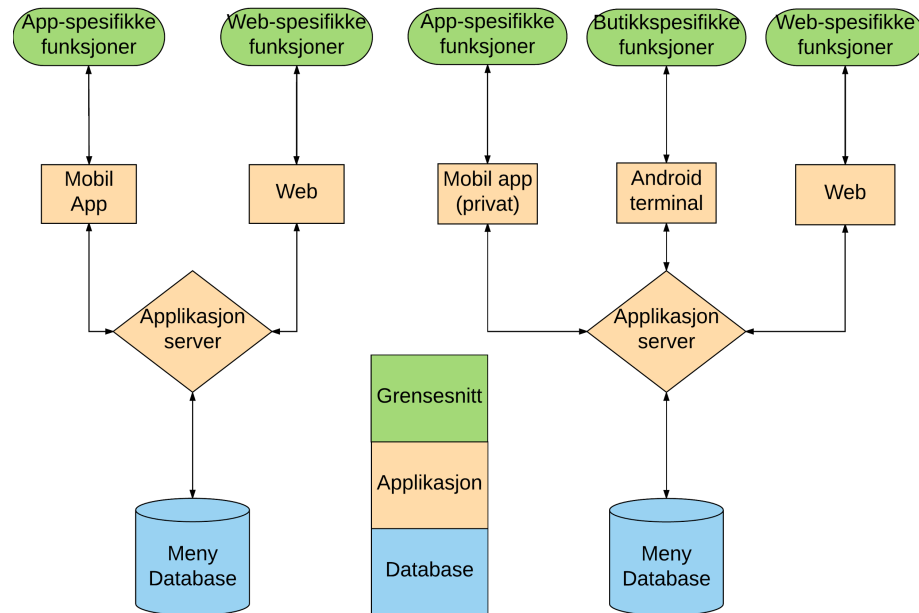 App-spesifikke
funksjoner
Web-spesifikke
funksjoner
App-spesifikke
funksjoner
Butikkspesifikke
funksjoner
Web-spesifikke
funksjoner
Mobil
App
Web
Mobil app
(privat)
Android
terminal
Web
Applikasjon
server
Applikasjon
server
Grensesnitt
Applikasjon
Database
Meny
Database
Meny
Database